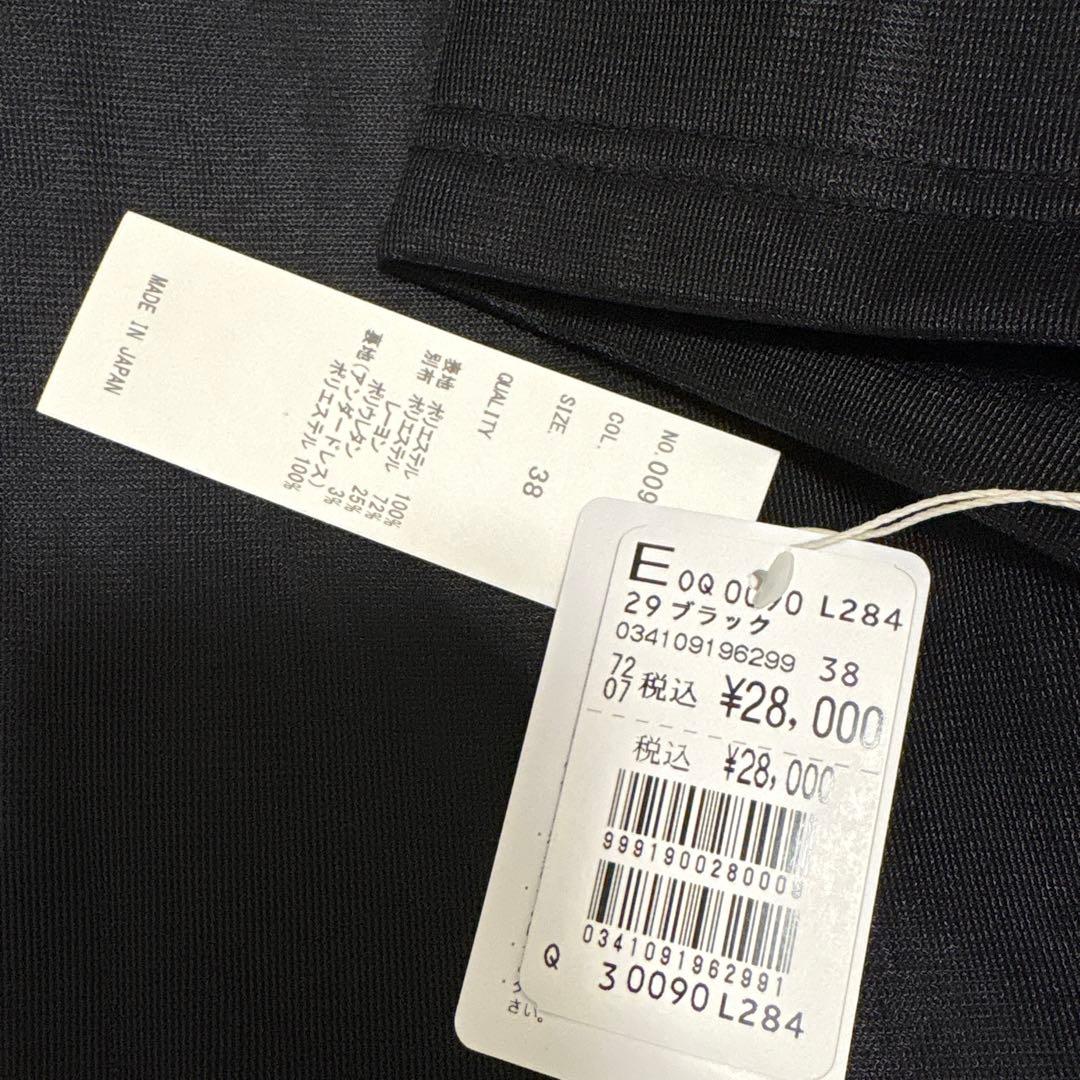 NO. 009
COL.
SIZE. 38
QUALITY
表地 ポリエステル 100%
別布 ポリエステル 72%
レーヨン 25%
ポリウレタン 3%
裏地(アンダードレス)
ポリエステル 100%
MADE IN JAPAN
E 0Q 0090 L284
29 ブラック
034109196299 38
72
07 税込 ¥28,000
税込 ¥28,000
999190028000
0341091962991
Q 30090L284
さい。